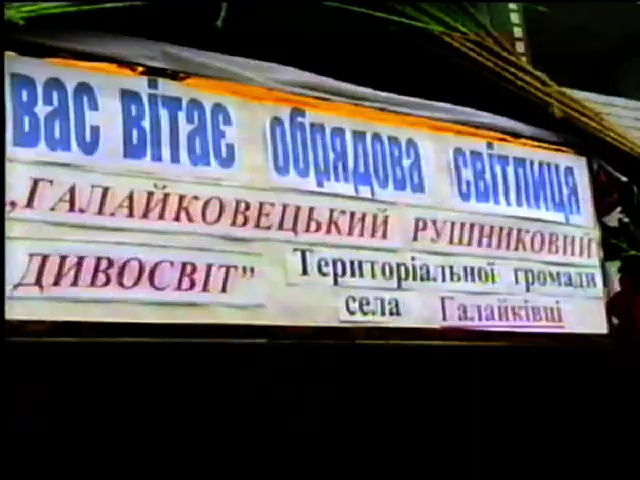 вас вітає обрядова світлиця
„ГАЛАЙКОВЕЦЬКИЙ РУШНИКОВИЙ
ДИВОСВІТ” Територіальної громади
села Галайківці